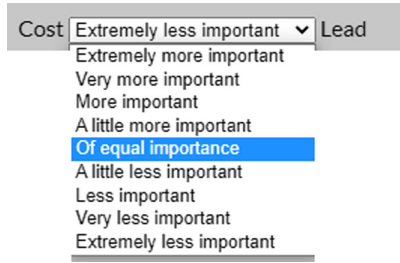 Cost Extremely less important Lead
Extremely more important
Very more important
More important
A little more important
Of equal importance
A little less important
Less important
Very less important
Extremely less important